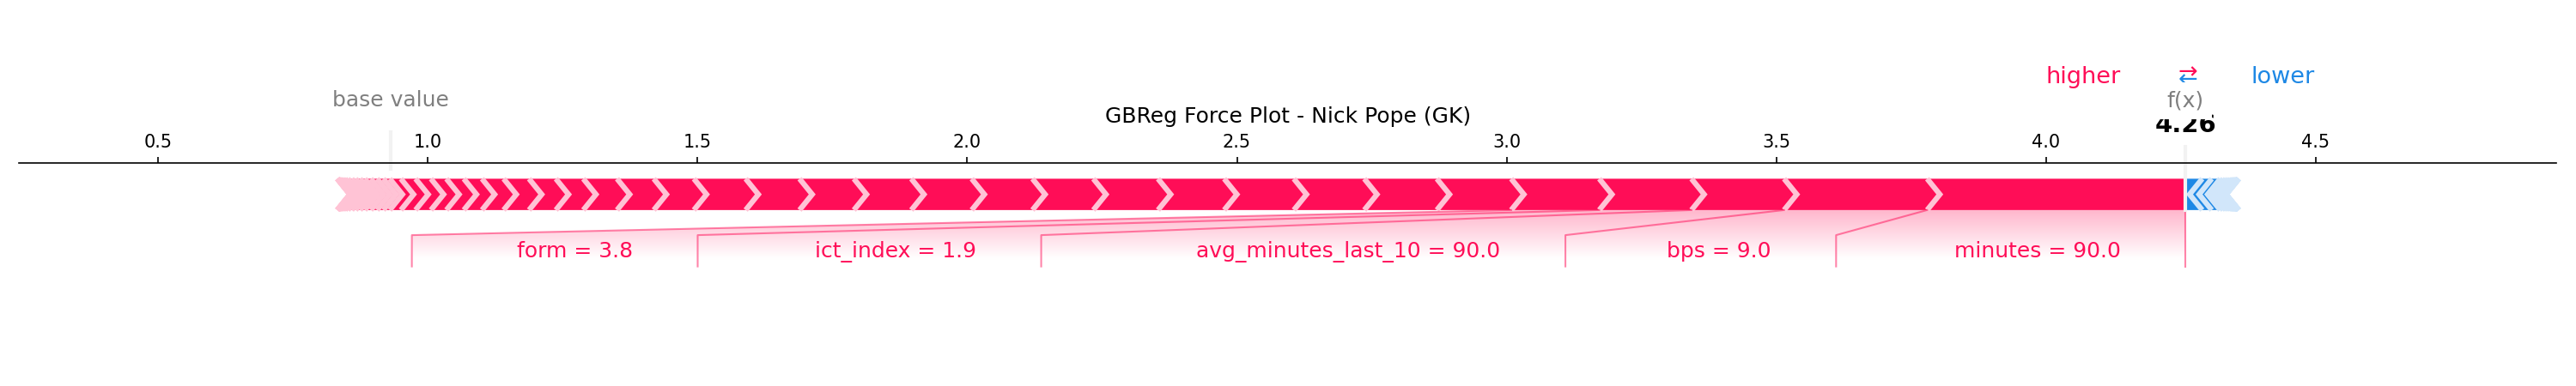 higher ⇄ lower
base value f(x)
GBReg Force Plot - Nick Pope (GK)
4.26
0.5 1.0 1.5 2.0 2.5 3.0 3.5 4.0 4.5
form = 3.8 ict_index = 1.9 avg_minutes_last_10 = 90.0 bps = 9.0 minutes = 90.0